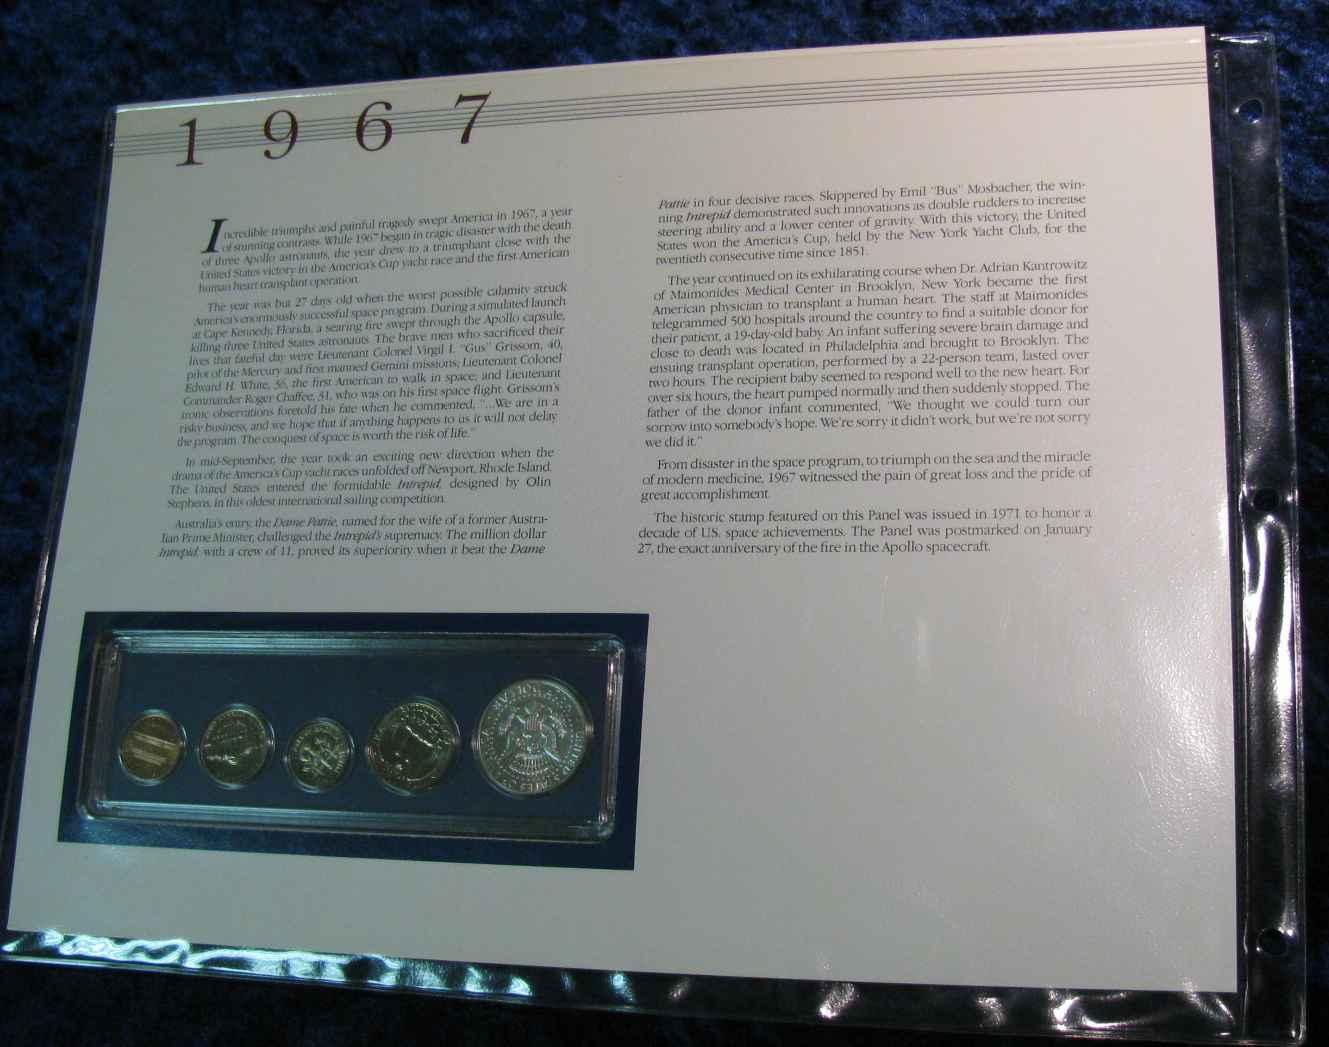 1967
Incredible triumphs and painful tragedy swept America in 1967, a year
of stunning contrasts. While 1967 began in tragic disaster with the death
of three Apollo astronauts, the year drew to a triumphant close with the
United States victory in the America's Cup yacht race and the first American
human heart transplant operation.
The year was but 27 days old when the worst possible calamity struck
America's enormously successful space program. During a simulated launch
at Cape Kennedy, Florida, a searing fire swept through the Apollo capsule,
killing three United States astronauts. The brave men who sacrificed their
lives that fateful day were Lieutenant Colonel Virgil I. "Gus" Grissom, 40,
pilot of the Mercury and first manned Gemini missions; Lieutenant Colonel
Edward H. White, 36, the first American to walk in space; and Lieutenant
Commander Roger Chaffee, 31, who was on his first space flight. Grissom's
ironic observations foretold his fate when he commented, "...We are in a
risky business, and we hope that if anything happens to us it will not delay
the program. The conquest of space is worth the risk of life."
In mid-September, the year took an exciting new direction when the
drama of the America's Cup yacht races unfolded off Newport, Rhode Island.
The United States entered the formidable Intrepid, designed by Olin
Stephens, in this oldest international sailing competition.
Australia's entry, the Dame Pattie, named for the wife of a former Austra-
lian Prime Minister, challenged the Intrepid's supremacy. The million dollar
Intrepid, with a crew of 11, proved its superiority when it beat the Dame
Pattie in four decisive races. Skippered by Emil "Bus" Mosbacher, the win-
ning Intrepid demonstrated such innovations as double rudders to increase
steering ability and a lower center of gravity. With this victory, the United
States won the America's Cup, held by the New York Yacht Club, for the
twentieth consecutive time since 1851.
The year continued on its exhilarating course when Dr. Adrian Kantrowitz
of Maimonides Medical Center in Brooklyn, New York became the first
American physician to transplant a human heart. The staff at Maimonides
telegrammed 500 hospitals around the country to find a suitable donor for
their patient, a 19-day-old baby. An infant suffering severe brain damage and
close to death was located in Philadelphia and brought to Brooklyn. The
ensuing transplant operation, performed by a 22-person team, lasted over
two hours. The recipient baby seemed to respond well to the new heart. For
over six hours, the heart pumped normally and then suddenly stopped. The
father of the donor infant commented, "We thought we could turn our
sorrow into somebody's hope. We're sorry it didn't work, but we're not sorry
we did it."
From disaster in the space program, to triumph on the sea and the miracle
of modern medicine, 1967 witnessed the pain of great loss and the pride of
great accomplishment.
The historic stamp featured on this Panel was issued in 1971 to honor a
decade of U.S. space achievements. The Panel was postmarked on January
27, the exact anniversary of the fire in the Apollo spacecraft.